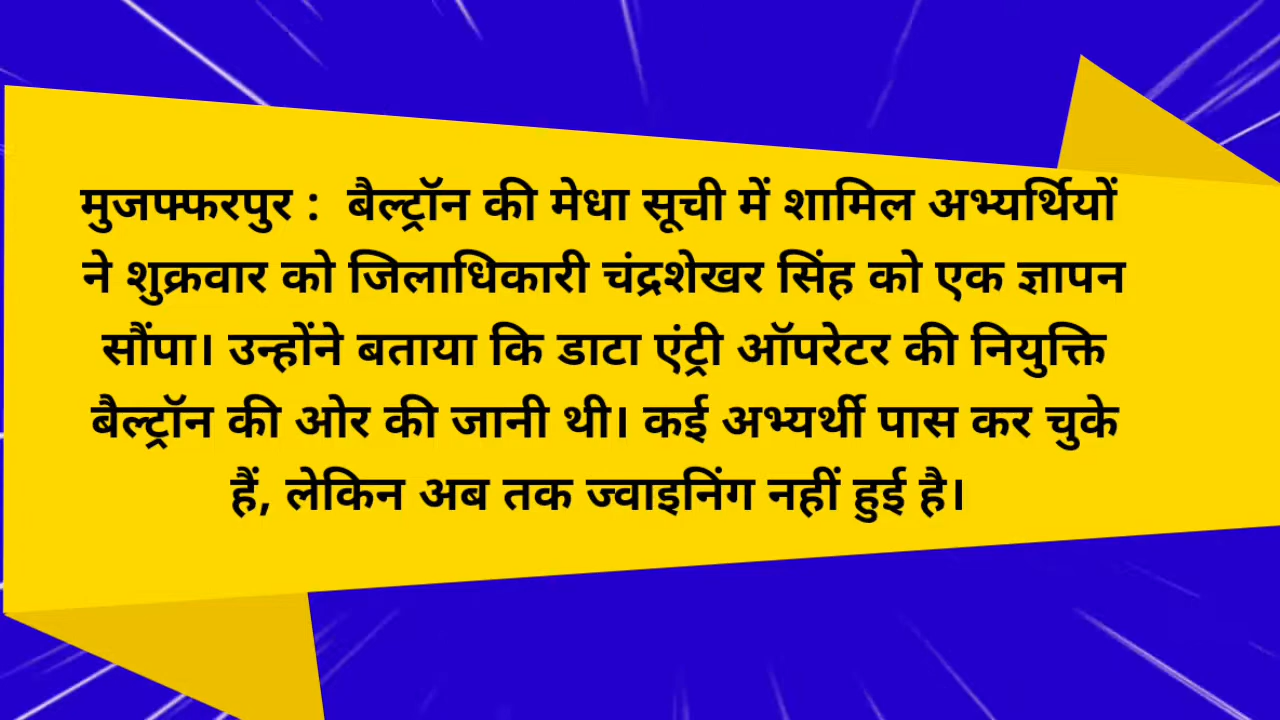 मुजफ्फरपुर :  बैल्ट्रॉन की मेधा सूची में शामिल अभ्यर्थियों
ने शुक्रवार को जिलाधिकारी चंद्रशेखर सिंह को एक ज्ञापन
सौंपा। उन्होंने बताया कि डाटा एंट्री ऑपरेटर की नियुक्ति
बैल्ट्रॉन की ओर की जानी थी। कई अभ्यर्थी पास कर चुके
हैं, लेकिन अब तक ज्वाइनिंग नहीं हुई है।